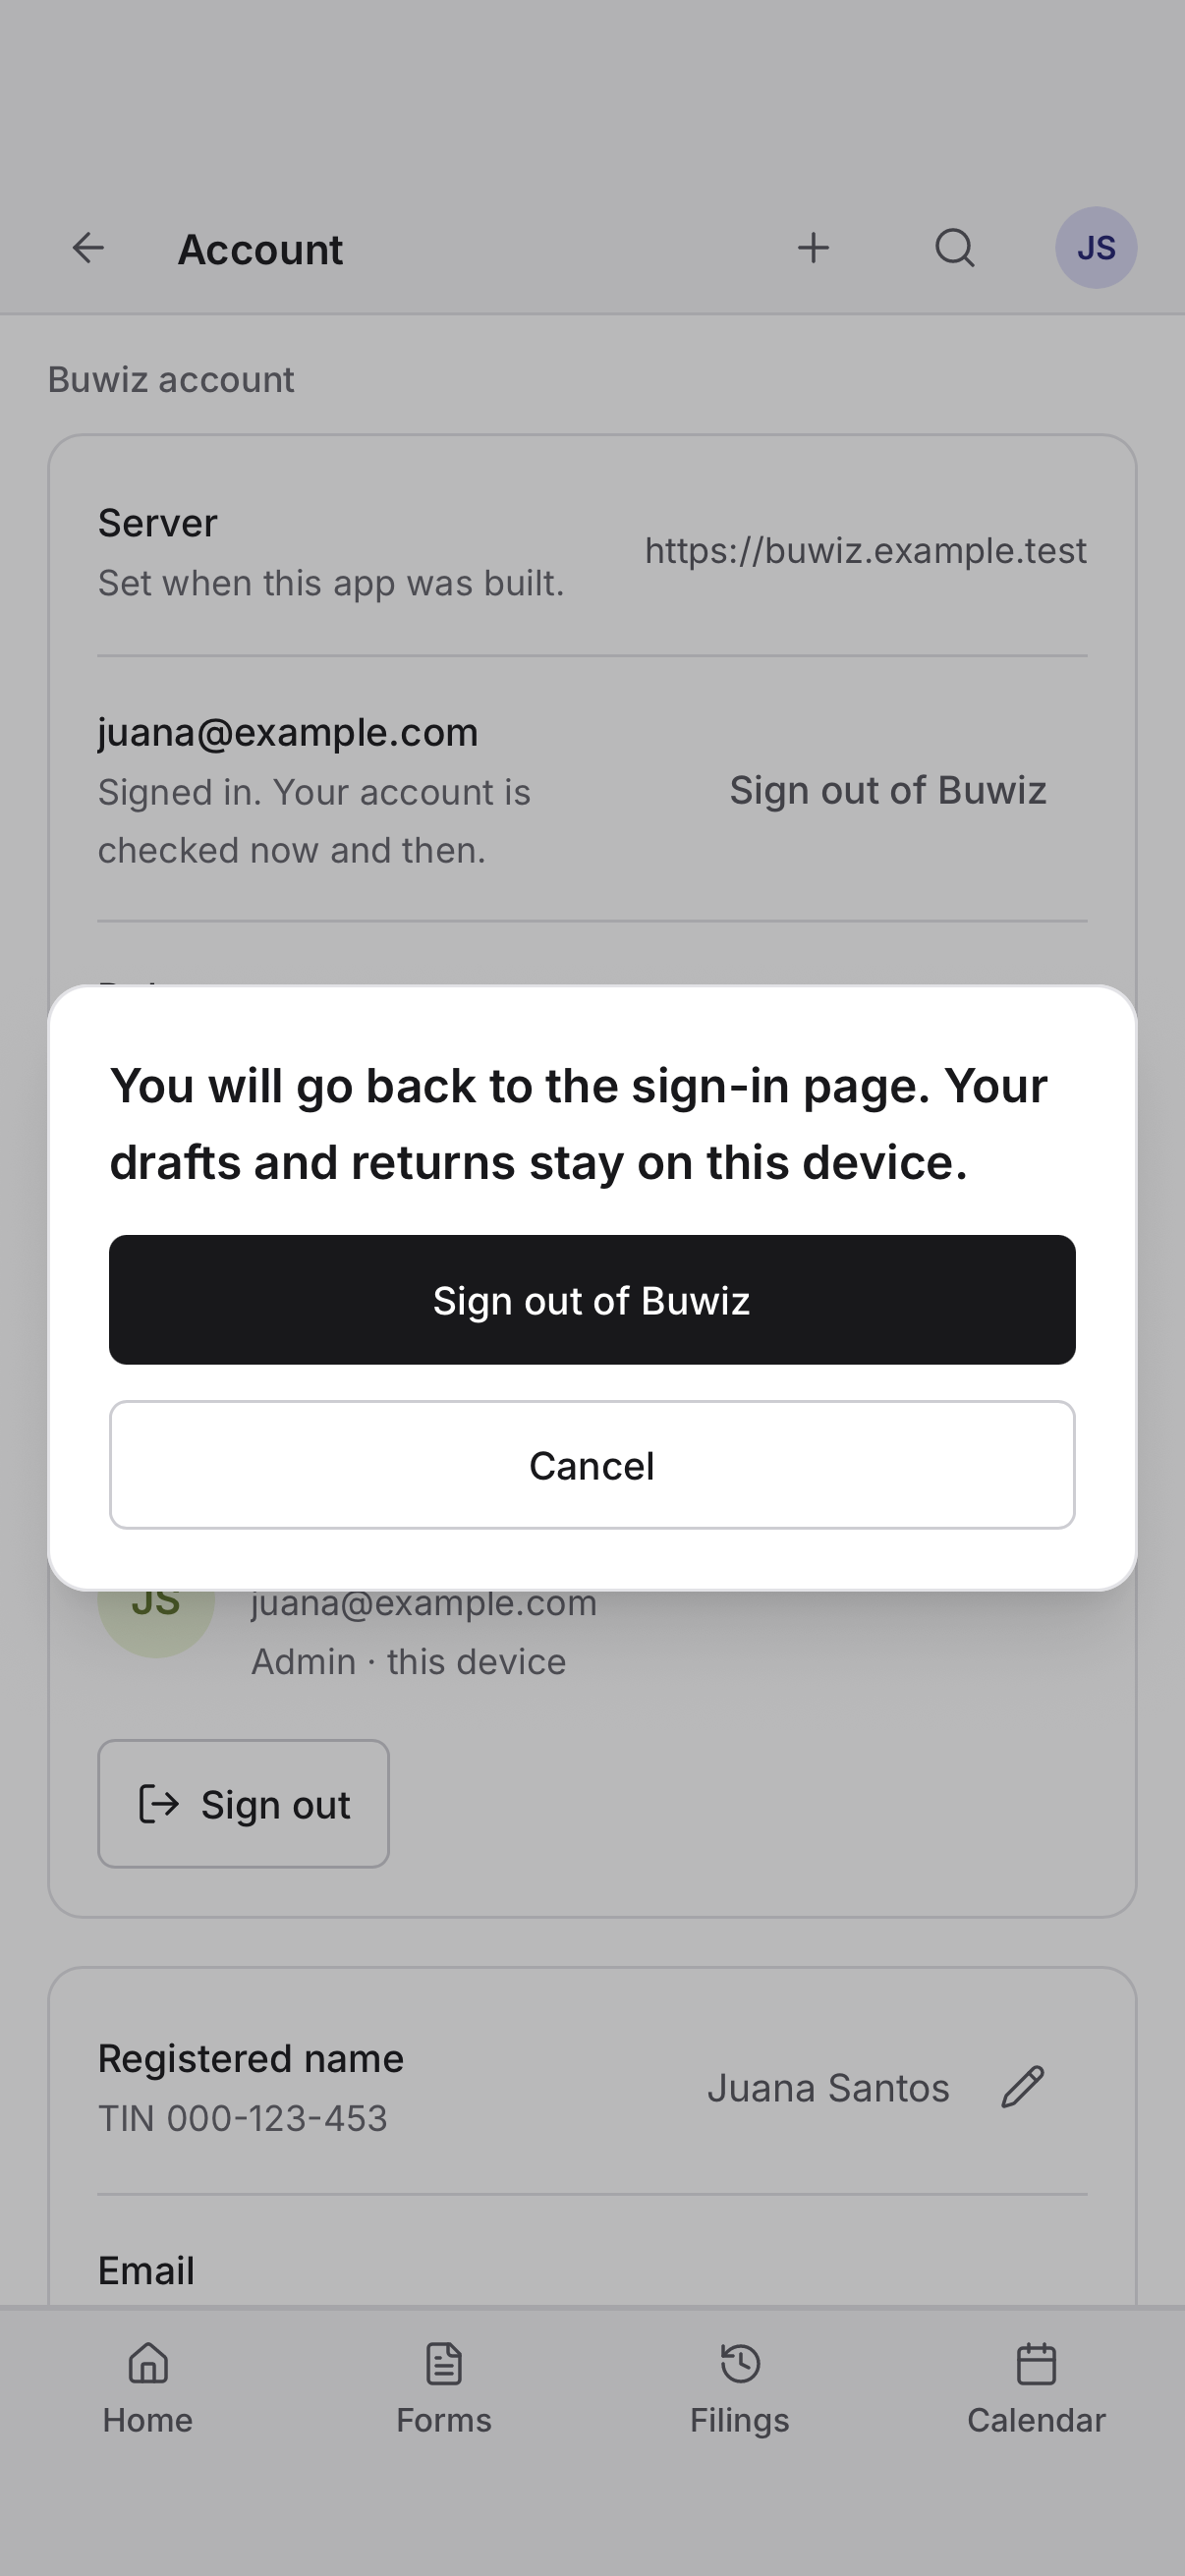 Account
JS
Buwiz account
Server
Set when this app was built.
https://buwiz.example.test
juana@example.com
Signed in. Your account is
checked now and then.
Sign out of Buwiz
You will go back to the sign-in page. Your
drafts and returns stay on this device.
Sign out of Buwiz
Cancel
JS
juana@example.com
Admin · this device
Sign out
Registered name
TIN 000-123-453
Juana Santos
Email
Home
Forms
Filings
Calendar